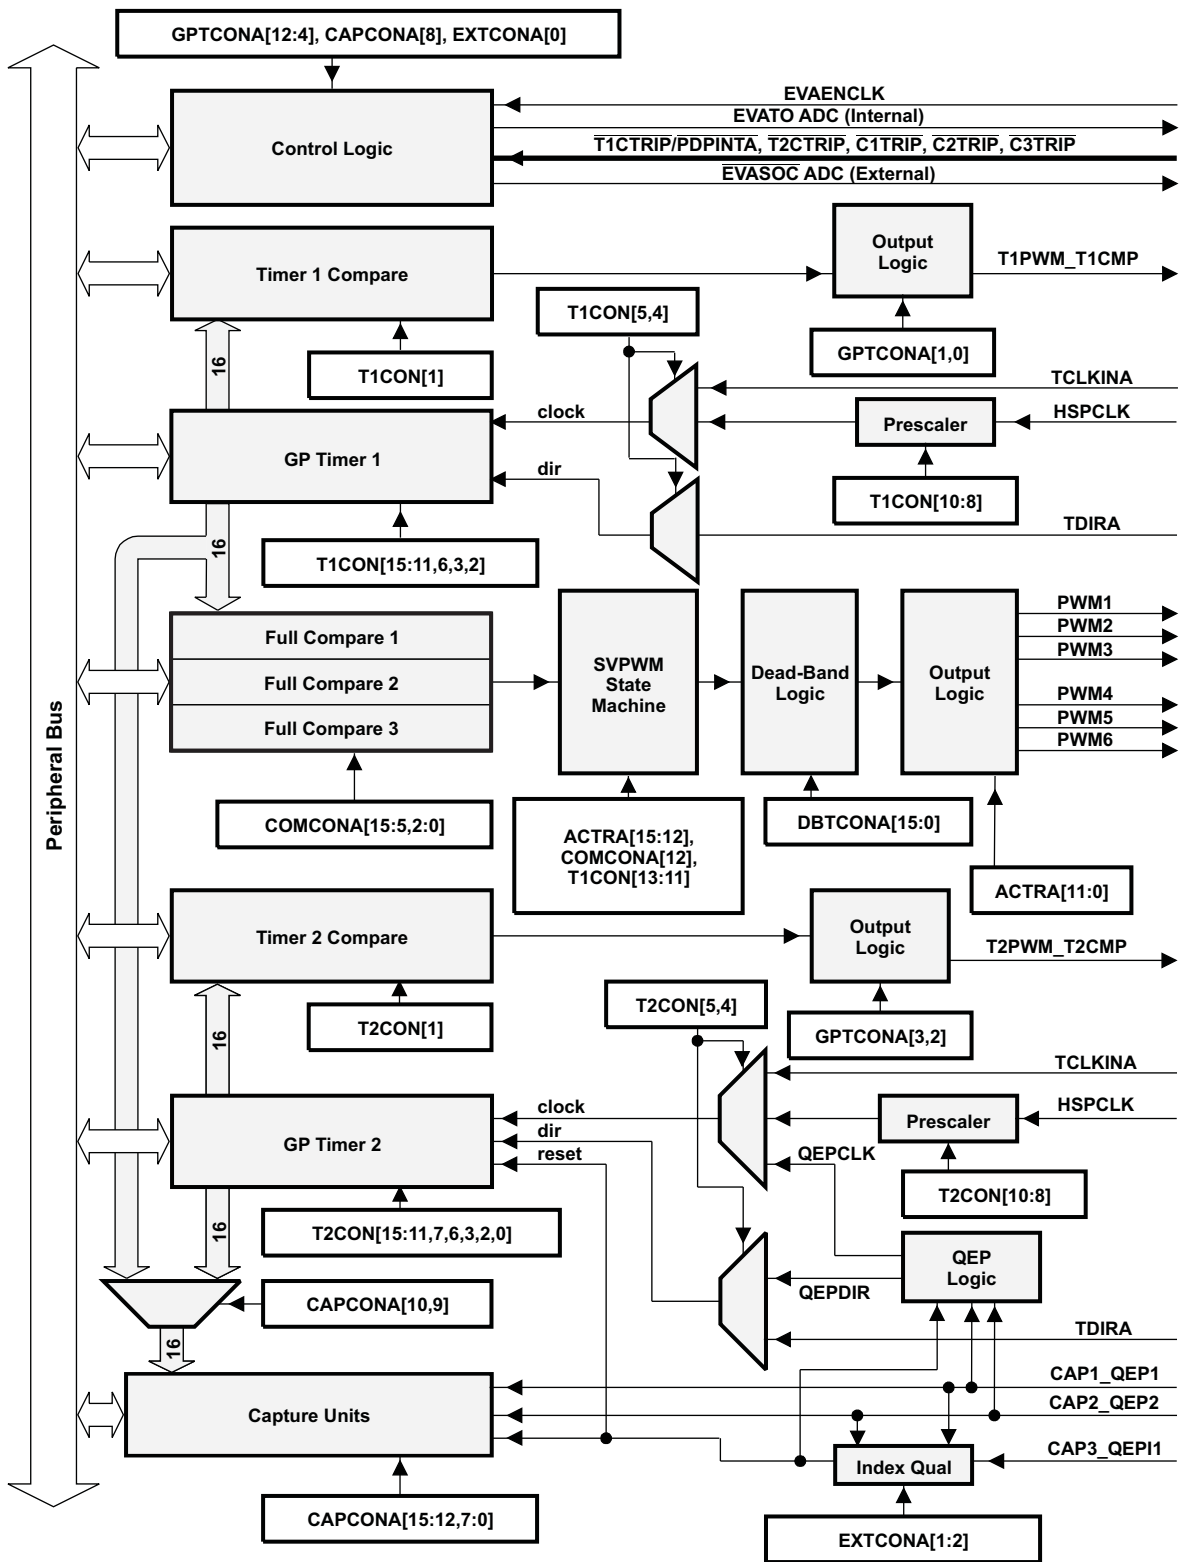 GPTCONA[12:4], CAPCONA[8], EXTCONA[0]
Control Logic
EVAENCLK
EVATO ADC (Internal)
T1CTRIP/PDPINTA, T2CTRIP, C1TRIP, C2TRIP, C3TRIP
EVASOC ADC (External)
Timer 1 Compare
Output
Logic
T1PWM_T1CMP
T1CON[5,4]
GPTCONA[1,0]
16
T1CON[1]
TCLKINA
clock
HSPCLK
Prescaler
GP Timer 1
dir
T1CON[10:8]
TDIRA
16
T1CON[15:11,6,3,2]
Full Compare 1
Full Compare 2
Full Compare 3
SVPWM
State
Machine
Dead-Band
Logic
Output
Logic
PWM1
PWM2
PWM3
PWM4
PWM5
PWM6
Peripheral Bus
COMCONA[15:5,2:0]
ACTRA[15:12],
COMCONA[12],
T1CON[13:11]
DBTCONA[15:0]
ACTRA[11:0]
Timer 2 Compare
Output
Logic
T2PWM_T2CMP
T2CON[5,4]
GPTCONA[3,2]
16
T2CON[1]
TCLKINA
clock
HSPCLK
Prescaler
GP Timer 2
dir
reset
QEPCLK
T2CON[10:8]
16
T2CON[15:11,7,6,3,2,0]
QEP
Logic
QEPDIR
CAPCONA[10,9]
TDIRA
16
CAP1_QEP1
CAP2_QEP2
Capture Units
CAP3_QEPI1
Index Qual
CAPCONA[15:12,7:0]
EXTCONA[1:2]